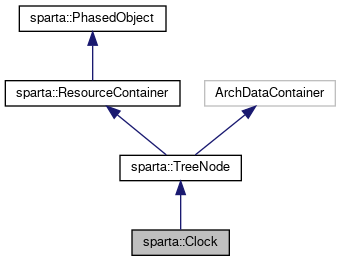 sparta::PhasedObject
sparta::ResourceContainer
ArchDataContainer
sparta::TreeNode
sparta::Clock